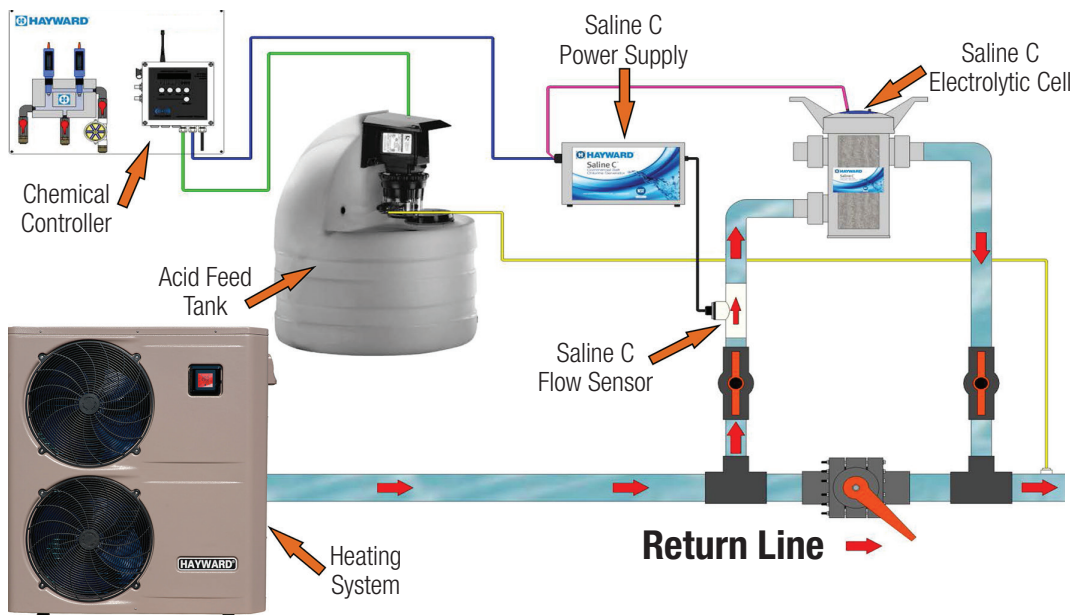 HAYWARD
Chemical
Controller
Acid Feed
Tank
Saline C
Power Supply
HAYWARD
Saline C
Saline C
Electrolytic Cell
Saline C
Saline C
Flow Sensor
HAYWARD
Heating
System
Return Line